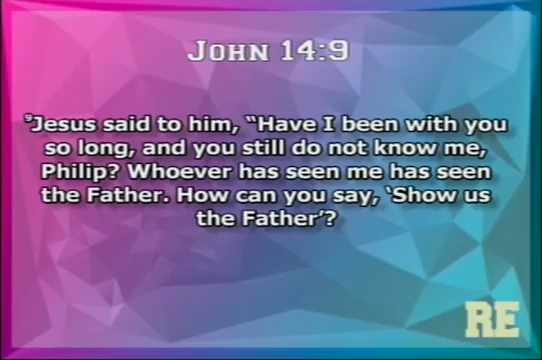 John 14:9
⁹Jesus said to him, “Have I been with you
so long, and you still do not know me,
Philip? Whoever has seen me has seen
the Father. How can you say, ‘Show us
the Father’?
RE